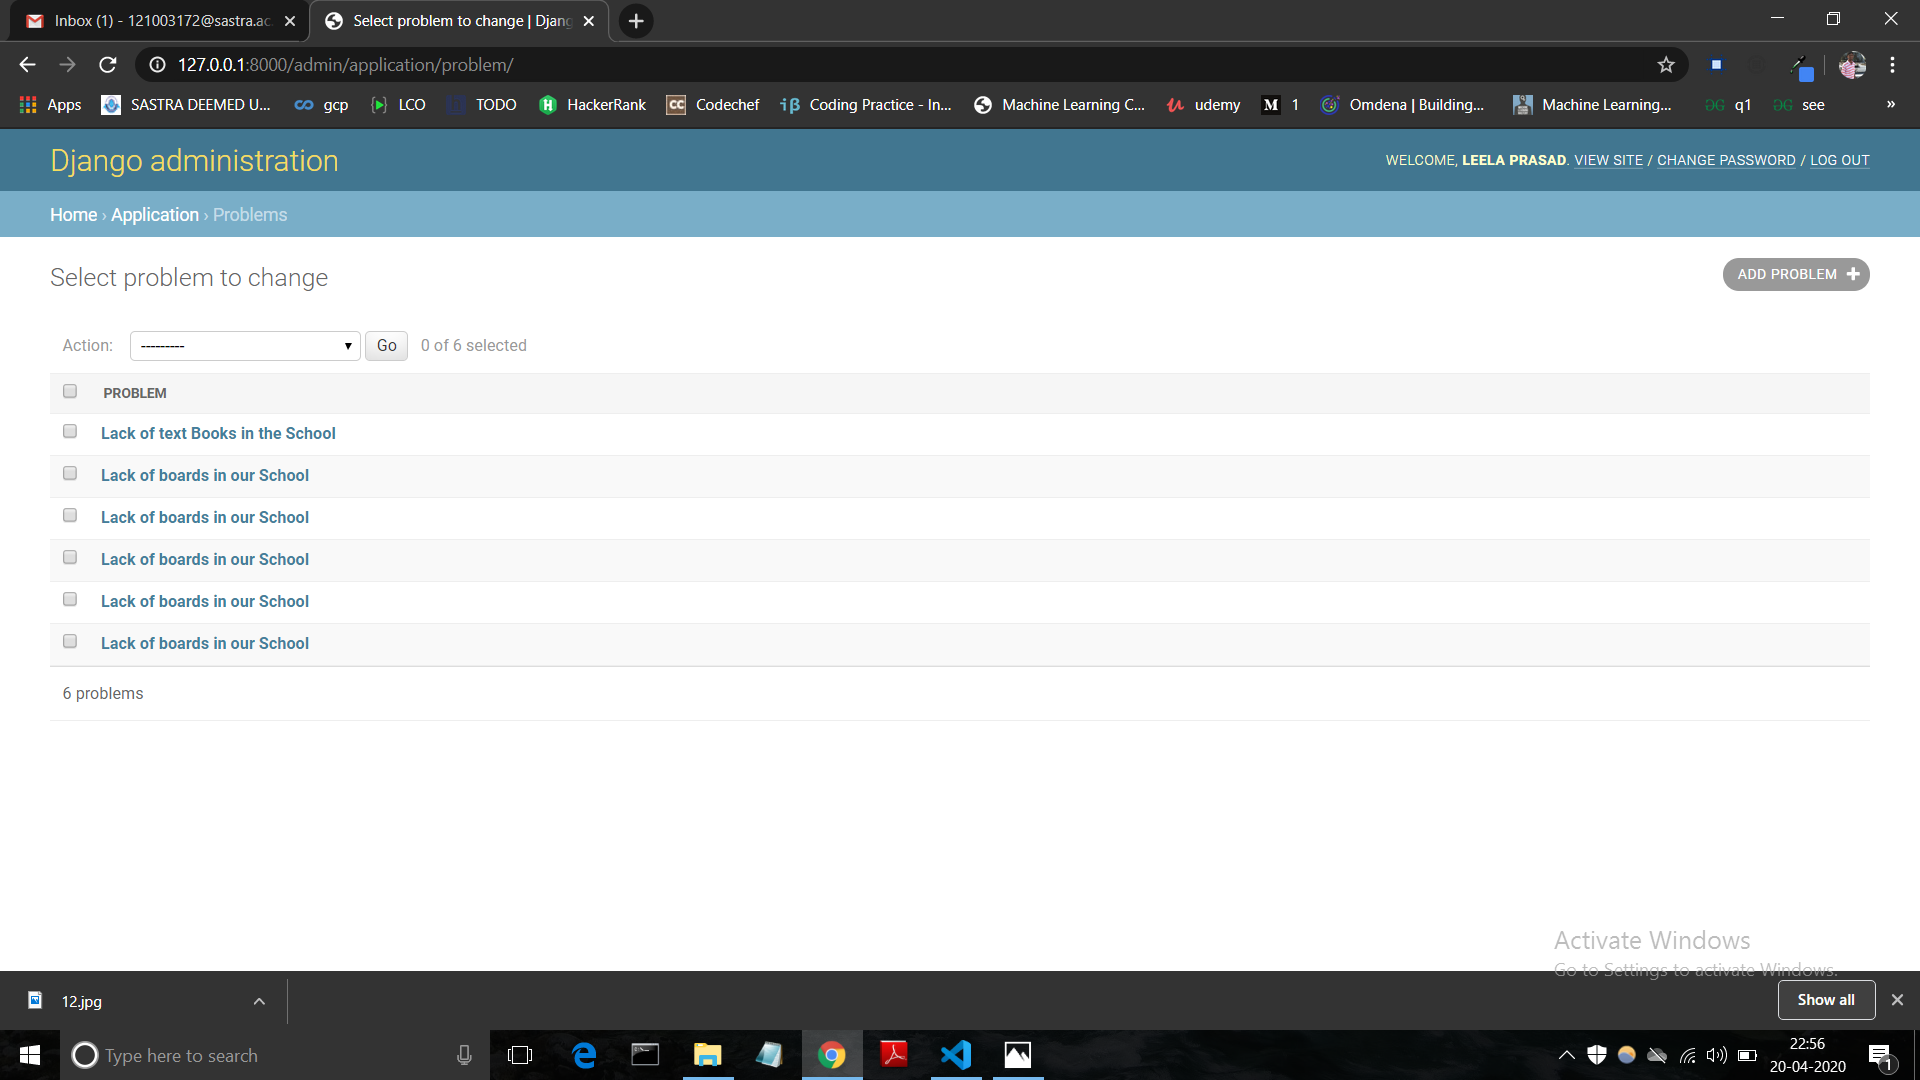 Inbox (1) - 121003172@sastra.ac.
Select problem to change | Djang
127.0.0.1:8000/admin/application/problem/
Apps SASTRA DEEMED U... gcp LCO TODO HackerRank Codechef Coding Practice - In... Machine Learning C... udemy 1 Omdena | Building... Machine Learning... q1 see »
Django administration
WELCOME, LEELA PRASAD. VIEW SITE / CHANGE PASSWORD / LOG OUT
Home › Application › Problems
Select problem to change
ADD PROBLEM +
Action: --------- Go 0 of 6 selected
PROBLEM
Lack of text Books in the School
Lack of boards in our School
Lack of boards in our School
Lack of boards in our School
Lack of boards in our School
Lack of boards in our School
6 problems
Activate Windows
Go to Settings to activate Windows.
12.jpg
Show all
Type here to search
22:56
20-04-2020
1